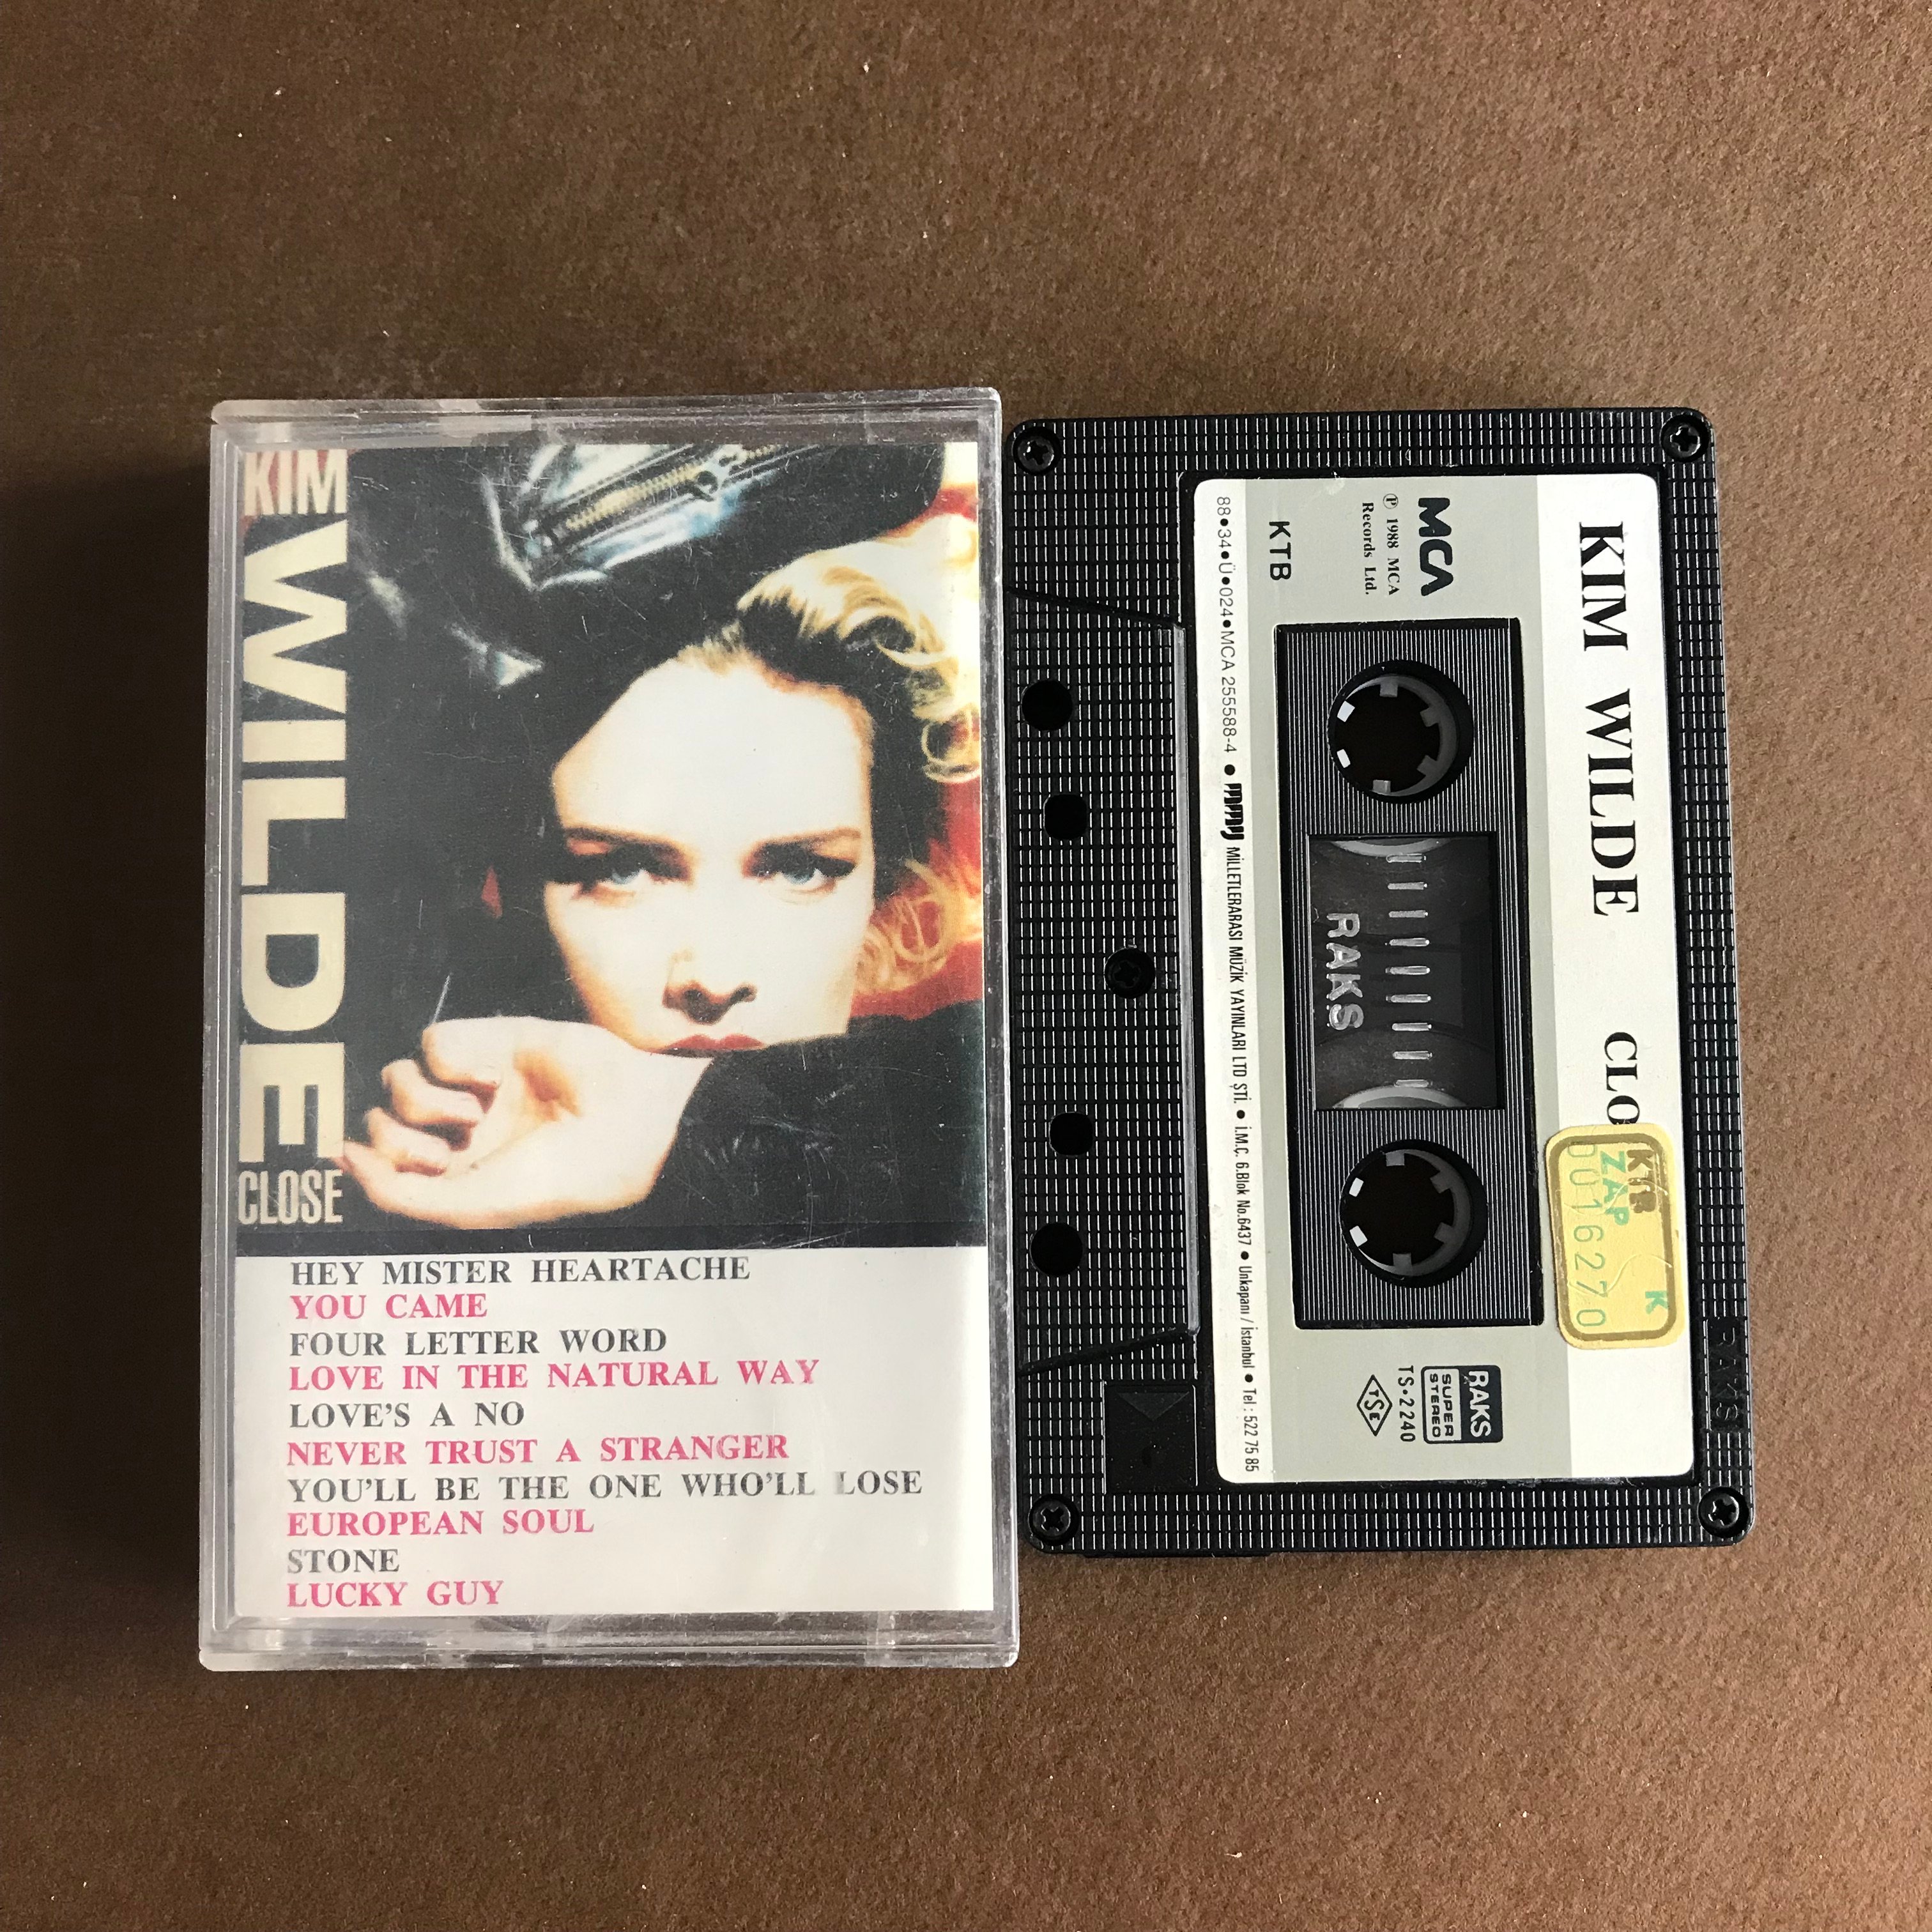 KIM
WILDE
CLOSE
HEY MISTER HEARTACHE
YOU CAME
FOUR LETTER WORD
LOVE IN THE NATURAL WAY
LOVE'S A NO
NEVER TRUST A STRANGER
YOU'LL BE THE ONE WHO'LL LOSE
EUROPEAN SOUL
STONE
LUCKY GUY
KIM WILDE CLO
KTB
ZAP K
0016270
MCA
℗ 1988 MCA
Records Ltd.
KTB
RAKS
RAKS
SUPER
STEREO
TS•2240
TSE
88•34•Ü•024•MCA 255588-4 • MİLLETLERARASI MÜZİK YAYINLARI LTD ŞTİ. • İ.M.Ç. 6.Blok No.6437 • Unkapanı / İstanbul • Tel : 522 75 85
RAKS